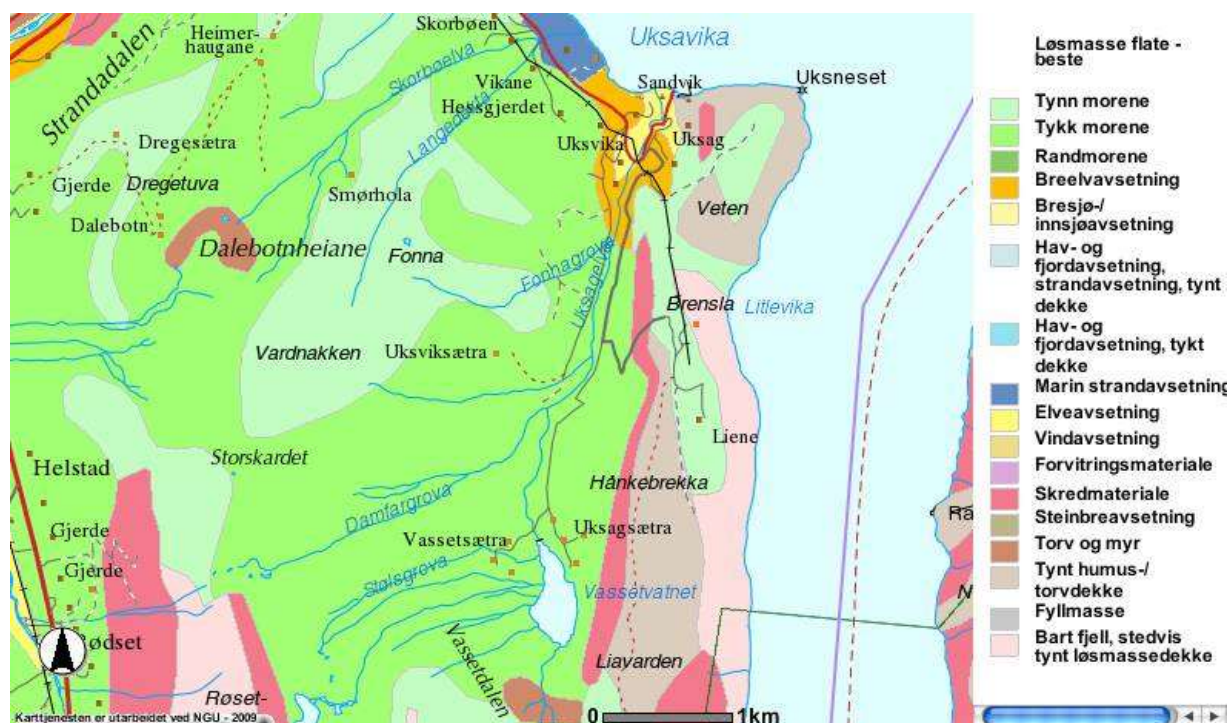 Skorbøen
Uksavika
Heimer-
haugane
Strandadalen
Skorbøelva
Vikane
Sandvik
Uksneset
Hessgjerdet
Dregesætra
Uksvika
Uksag
Gjerde
Dregetuva
Smørhola
Veten
Dalebotn
Dalebotnheiane
Fonna
Fonnagrova
Uksagelva
Brensla
Litlevika
Vardnakken
Uksviksætra
Liene
Helstad
Storskardet
Hånkebrekka
Damfargrova
Gjerde
Vassetsætra
Uksagsætra
Gjerde
Stølsgrova
Vassetvatnet
Vassetdalen
Liavarden
Røset-
Karttjenesten er utarbeidet ved NGU - 2009
0 1km
Løsmasse flate -
beste
Tynn morene
Tykk morene
Randmorene
Breelvavsetning
Bresjø-/
innsjøavsetning
Hav- og
fjordavsetning,
strandavsetning, tynt
dekke
Hav- og
fjordavsetning, tykt
dekke
Marin strandavsetning
Elveavsetning
Vindavsetning
Forvitringsmateriale
Skredmateriale
Steinbreavsetning
Torv og myr
Tynt humus-/
torvdekke
Fyllmasse
Bart fjell, stedvis
tynt løsmassedekke